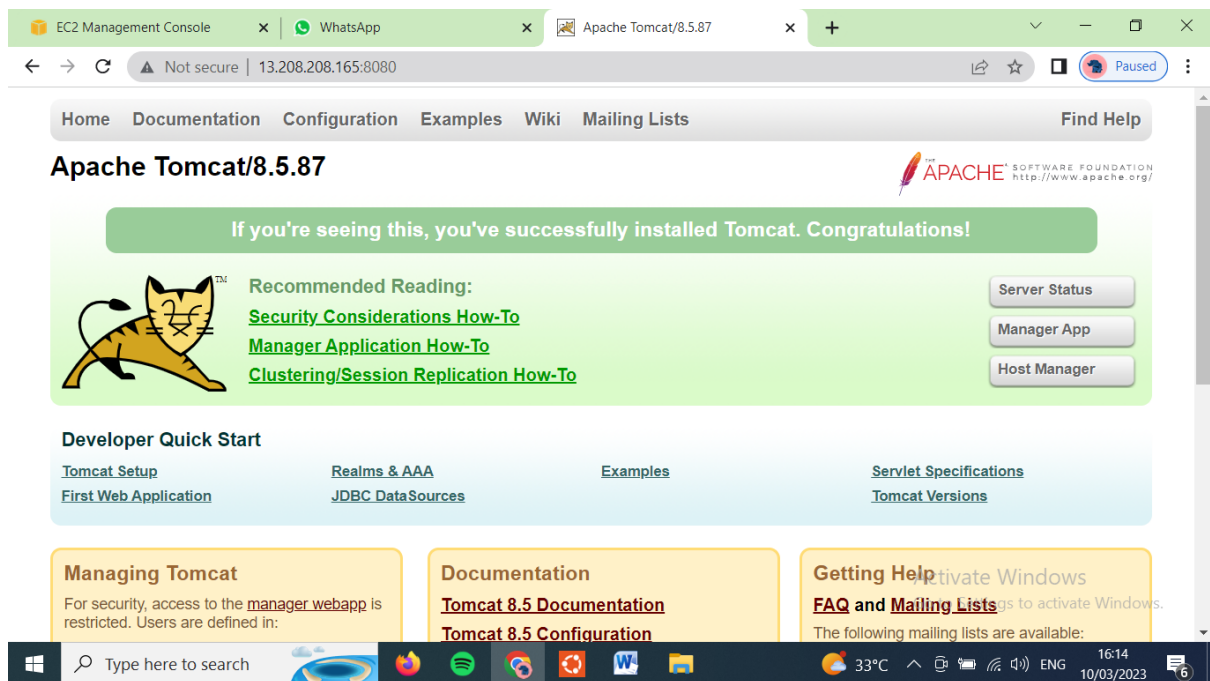 EC2 Management Console
WhatsApp
Apache Tomcat/8.5.87
Not secure | 13.208.208.165:8080
Paused
Home Documentation Configuration Examples Wiki Mailing Lists Find Help
Apache Tomcat/8.5.87
THE
APACHE SOFTWARE FOUNDATION
http://www.apache.org/
If you're seeing this, you've successfully installed Tomcat. Congratulations!
TM
Recommended Reading:
Security Considerations How-To
Manager Application How-To
Clustering/Session Replication How-To
Server Status
Manager App
Host Manager
Developer Quick Start
Tomcat Setup
First Web Application
Realms & AAA
JDBC DataSources
Examples
Servlet Specifications
Tomcat Versions
Managing Tomcat
For security, access to the manager webapp is
restricted. Users are defined in:
Documentation
Tomcat 8.5 Documentation
Tomcat 8.5 Configuration
Getting Help
FAQ and Mailing Lists
The following mailing lists are available:
Activate Windows
Go to Settings to activate Windows.
Type here to search
33°C
ENG
16:14
10/03/2023
6